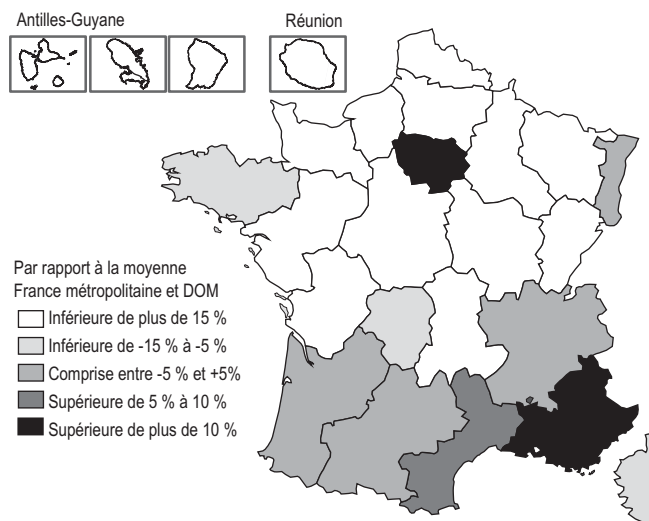 Antilles-Guyane
Réunion
Par rapport à la moyenne
France métropolitaine et DOM
Inférieure de plus de 15 %
Inférieure de -15 % à -5 %
Comprise entre -5 % et +5%
Supérieure de 5 % à 10 %
Supérieure de plus de 10 %